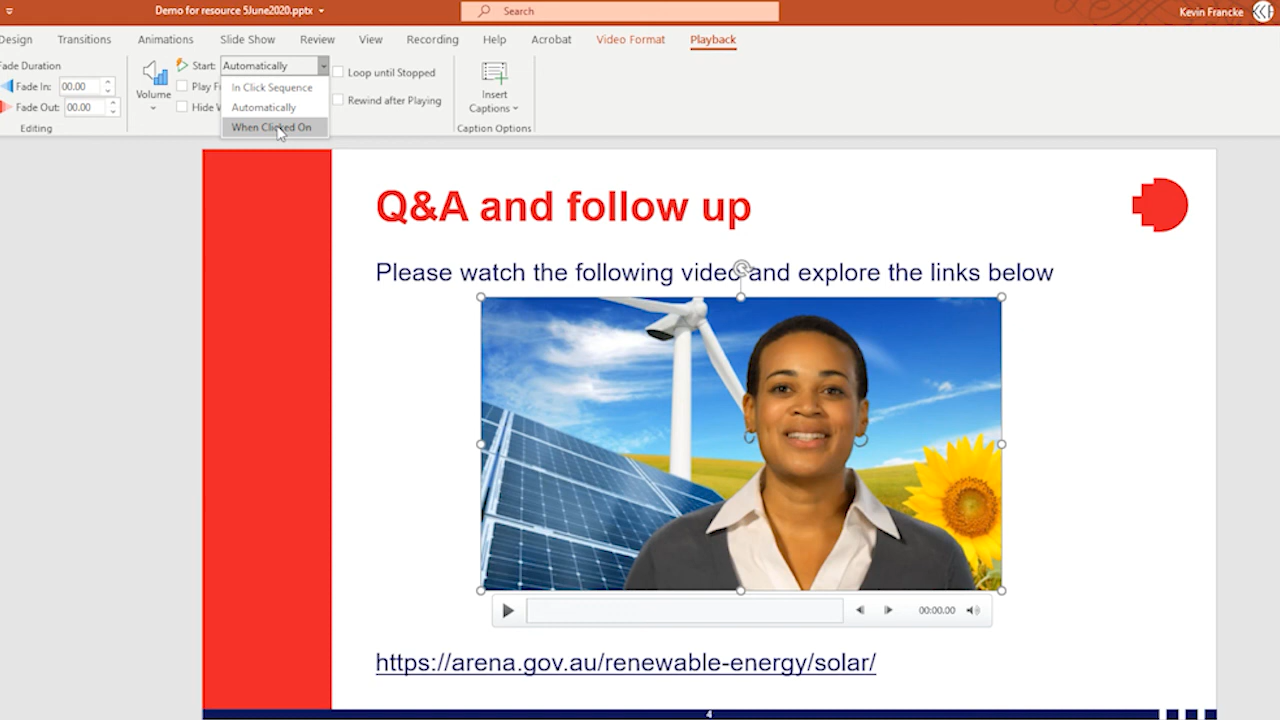 Demo for resource 5June2020.pptx
Search
Kevin Francke
Design Transitions Animations Slide Show Review View Recording Help Acrobat Video Format Playback
Fade Duration
Fade In: 00.00
Fade Out: 00.00
Editing
Volume
Start: Automatically
Play F
Hide W
In Click Sequence
Automatically
When Clicked On
Loop until Stopped
Rewind after Playing
Insert
Captions
Caption Options
Q&A and follow up
Please watch the following video and explore the links below
00:00.00
https://arena.gov.au/renewable-energy/solar/
4